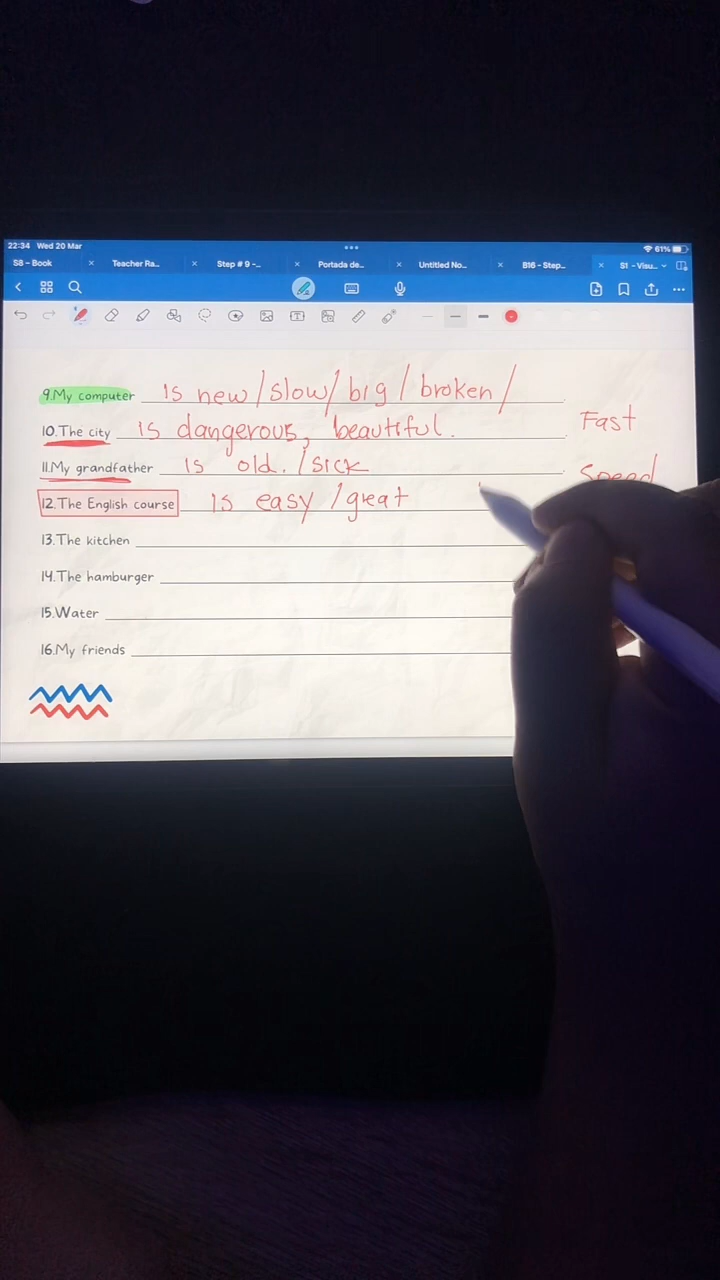 22:34 Wed 20 Mar
61%
S8 - Book
Teacher Ra...
Step # 9 -...
Portada de...
Untitled No...
B16 - Step...
S1 - Visu...
9.My computer is new/slow/big/broken/
Fast
10.The city is dangerous, beautiful.
11.My grandfather is old./sick
Speed
12.The English course is easy/great
13.The kitchen
14.The hamburger
15.Water
16.My friends